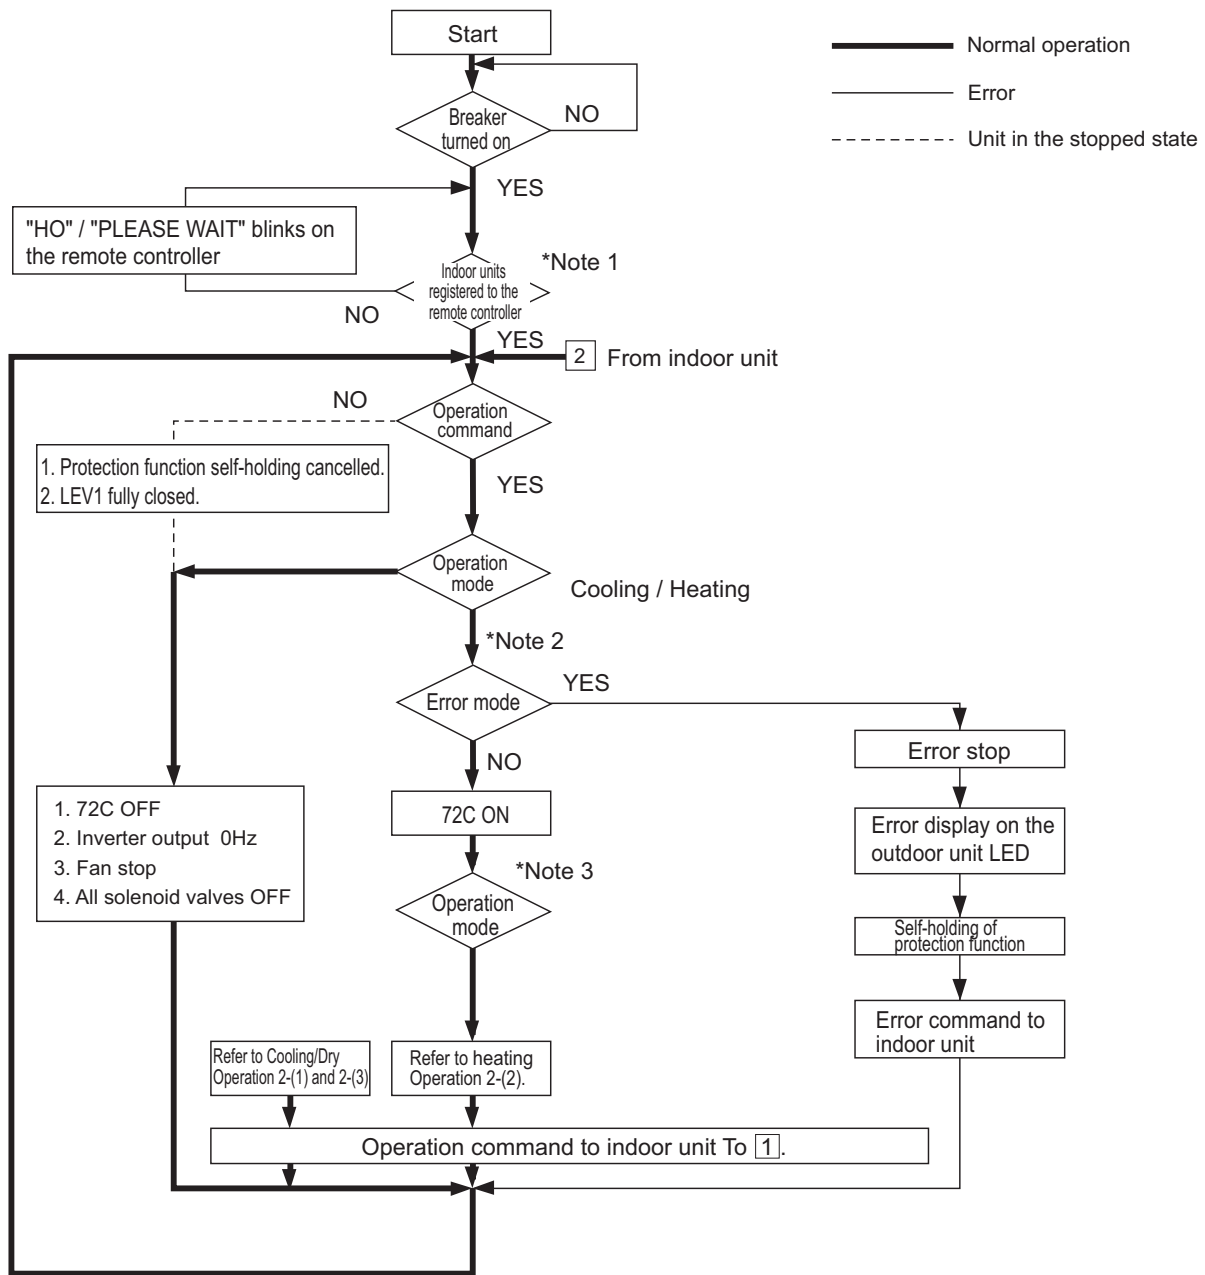 Start
Normal operation
Error
Unit in the stopped state
Breaker
turned on
NO
YES
"HO" / "PLEASE WAIT" blinks on
the remote controller
*Note 1
Indoor units
registered to the
remote controller
NO
YES
2 From indoor unit
NO
Operation
command
1. Protection function self-holding cancelled.
2. LEV1 fully closed.
YES
Operation
mode
Cooling / Heating
*Note 2
YES
Error mode
NO
Error stop
72C ON
1. 72C OFF
2. Inverter output 0Hz
3. Fan stop
4. All solenoid valves OFF
Error display on the
outdoor unit LED
*Note 3
Operation
mode
Self-holding of
protection function
Error command to
indoor unit
Refer to Cooling/Dry
Operation 2-(1) and 2-(3)
Refer to heating
Operation 2-(2).
Operation command to indoor unit To 1.